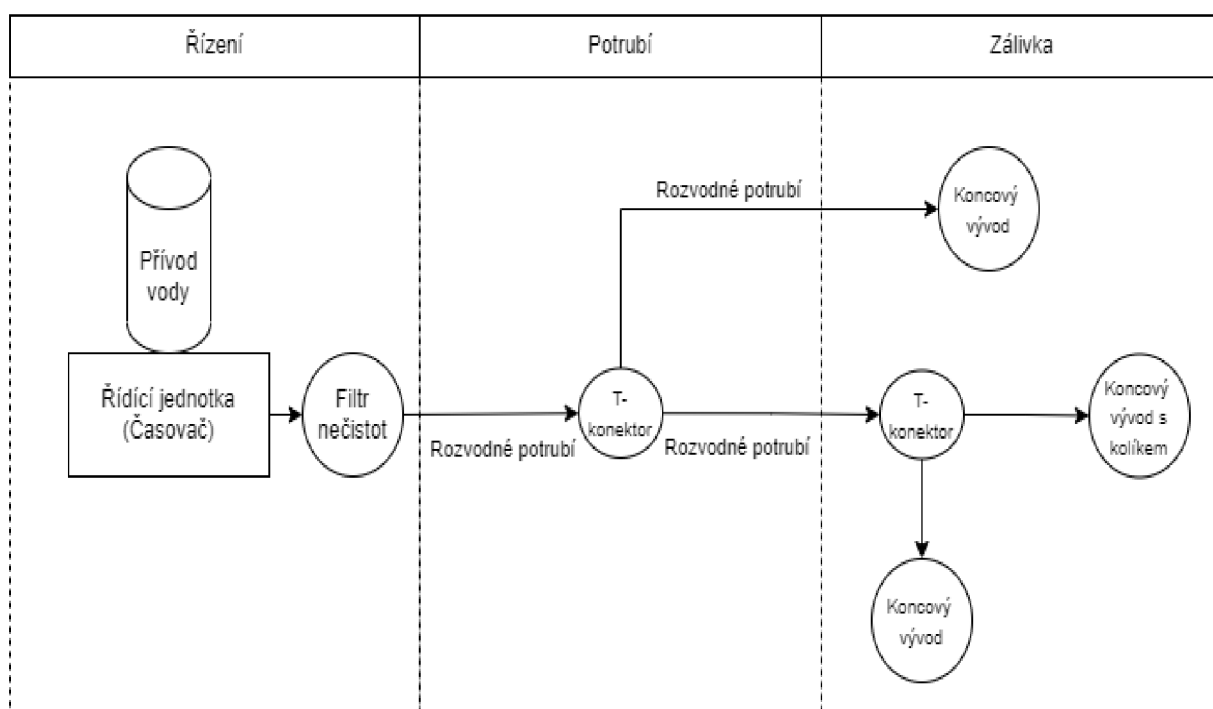 Řízení
Potrubí
Zálivka
Přívod
vody
Řídící jednotka
(Časovač)
Filtr
nečistot
Rozvodné potrubí
T-
konektor
Rozvodné potrubí
Rozvodné potrubí
Koncový
vývod
T-
konektor
Koncový
vývod s
kolíkem
Koncový
vývod